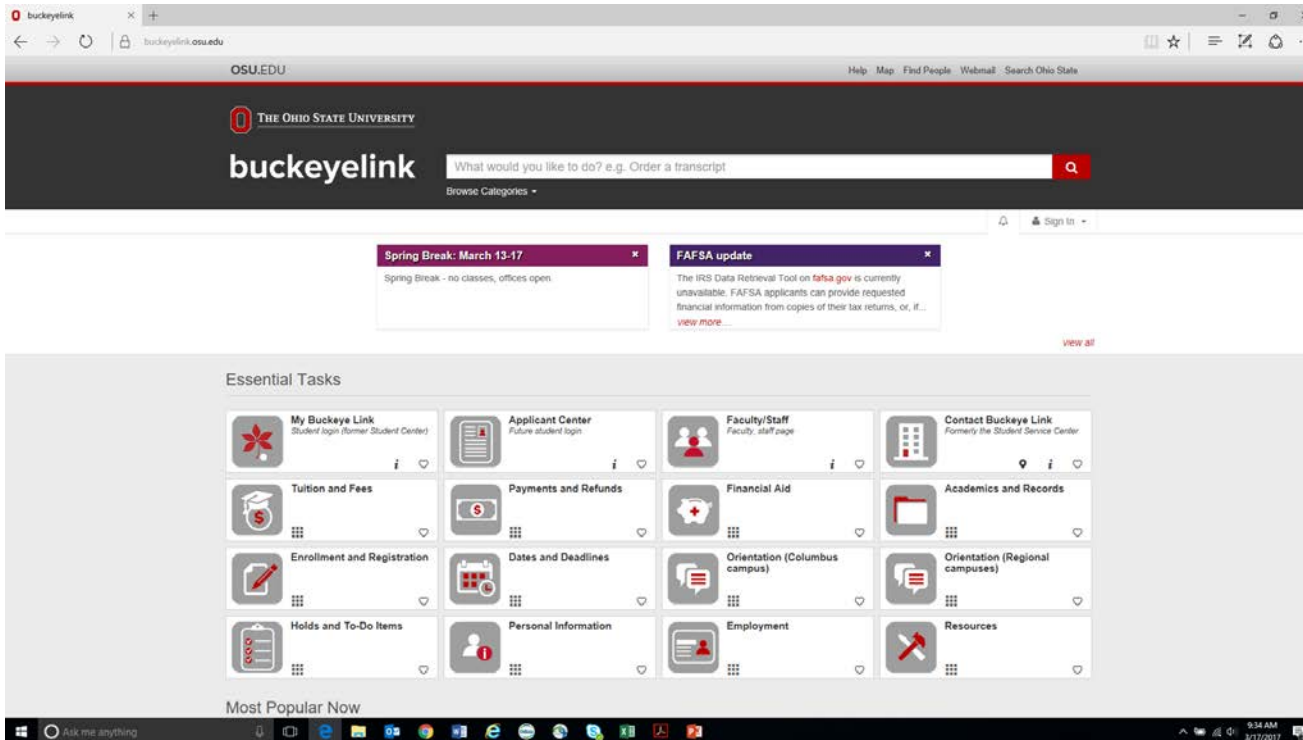 buckeyelink
buckeyelink.osu.edu
OSU.EDU
Help Map Find People Webmail Search Ohio State
THE OHIO STATE UNIVERSITY
buckeyelink
What would you like to do? e.g. Order a transcript
Browse Categories
Sign In
Spring Break: March 13-17
Spring Break - no classes, offices open
FAFSA update
The IRS Data Retrieval Tool on fafsa.gov is currently
unavailable. FAFSA applicants can provide requested
financial information from copies of their tax returns, or, if...
view more...
view all
Essential Tasks
My Buckeye Link
Student login (former Student Center)
Applicant Center
Future student login
Faculty/Staff
Faculty, staff page
Contact Buckeye Link
Formerly the Student Service Center
Tuition and Fees
Payments and Refunds
Financial Aid
Academics and Records
Enrollment and Registration
Dates and Deadlines
Orientation (Columbus
campus)
Orientation (Regional
campuses)
Holds and To-Do Items
Personal Information
Employment
Resources
Most Popular Now
Ask me anything
9:34 AM
3/17/2017